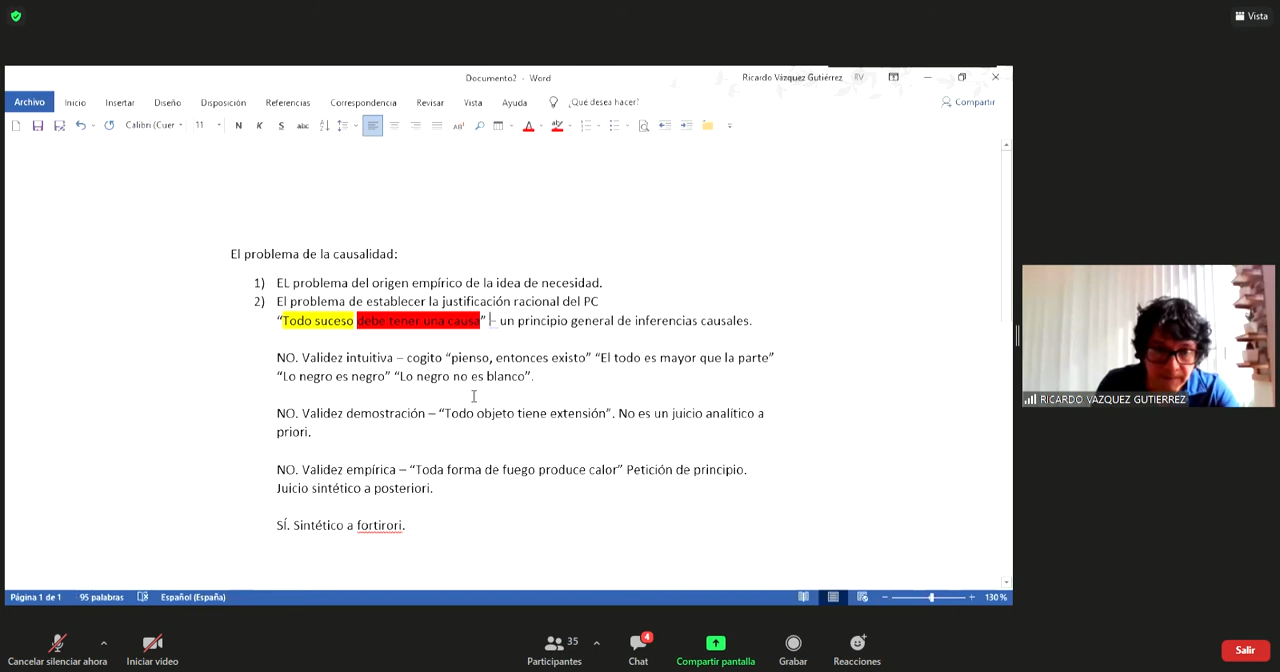 Vista
Documento2 - Word
Ricardo Vázquez Gutiérrez RV
Archivo Inicio Insertar Diseño Disposición Referencias Correspondencia Revisar Vista Ayuda ¿Qué desea hacer? Compartir
Calibri (Cuer 11 N K S abc
El problema de la causalidad:
1) EL problema del origen empírico de la idea de necesidad.
2) El problema de establecer la justificación racional del PC
“Todo suceso debe tener una causa” – un principio general de inferencias causales.
NO. Validez intuitiva – cogito “pienso, entonces existo” “El todo es mayor que la parte”
“Lo negro es negro” “Lo negro no es blanco”.
NO. Validez demostración – “Todo objeto tiene extensión”. No es un juicio analítico a
priori.
NO. Validez empírica – “Toda forma de fuego produce calor” Petición de principio.
Juicio sintético a posteriori.
SÍ. Sintético a fortirori.
RICARDO VAZQUEZ GUTIERREZ
Página 1 de 1 95 palabras Español (España) 130 %
Cancelar silenciar ahora Iniciar video Participantes 35 Chat 4 Compartir pantalla Grabar Reacciones Salir